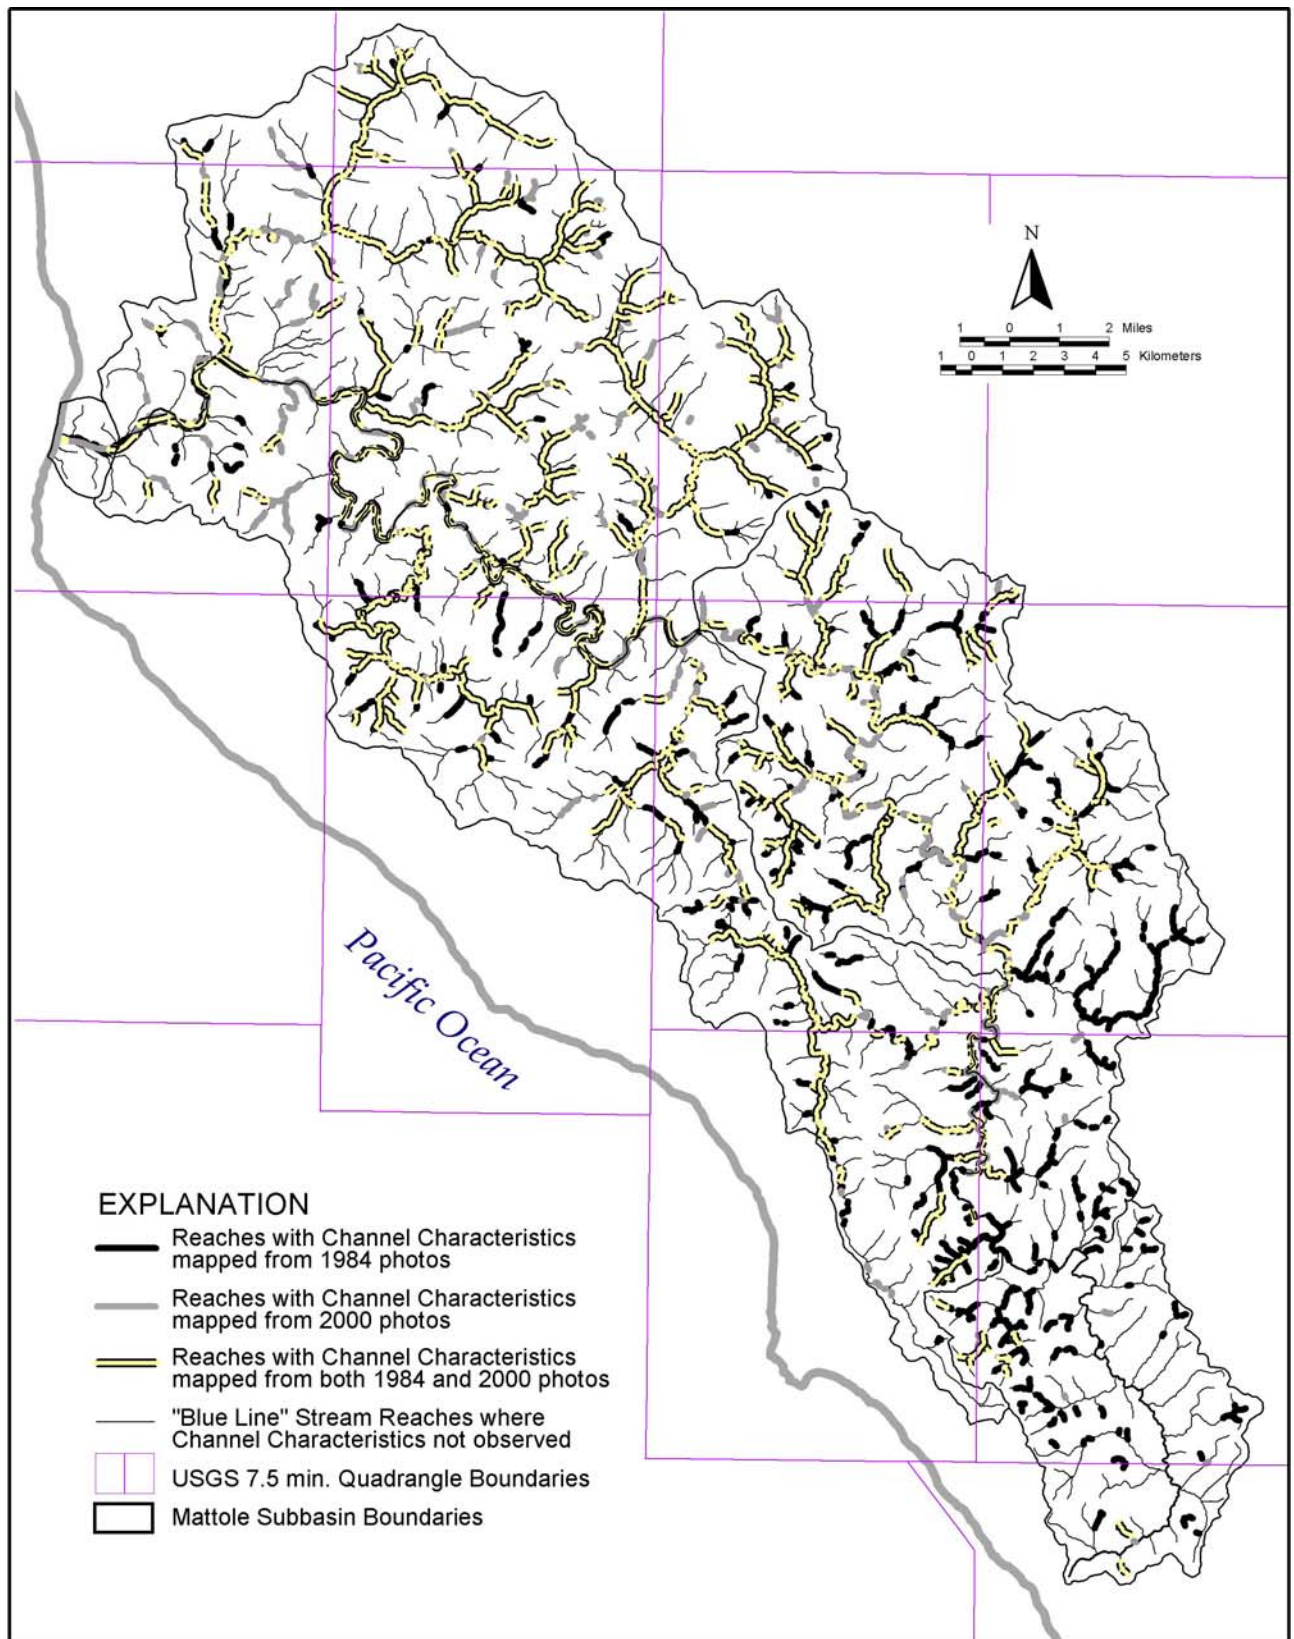 N
1 0 1 2 Miles
1 0 1 2 3 4 5 Kilometers
Pacific Ocean
EXPLANATION
Reaches with Channel Characteristics
mapped from 1984 photos
Reaches with Channel Characteristics
mapped from 2000 photos
Reaches with Channel Characteristics
mapped from both 1984 and 2000 photos
"Blue Line" Stream Reaches where
Channel Characteristics not observed
USGS 7.5 min. Quadrangle Boundaries
Mattole Subbasin Boundaries